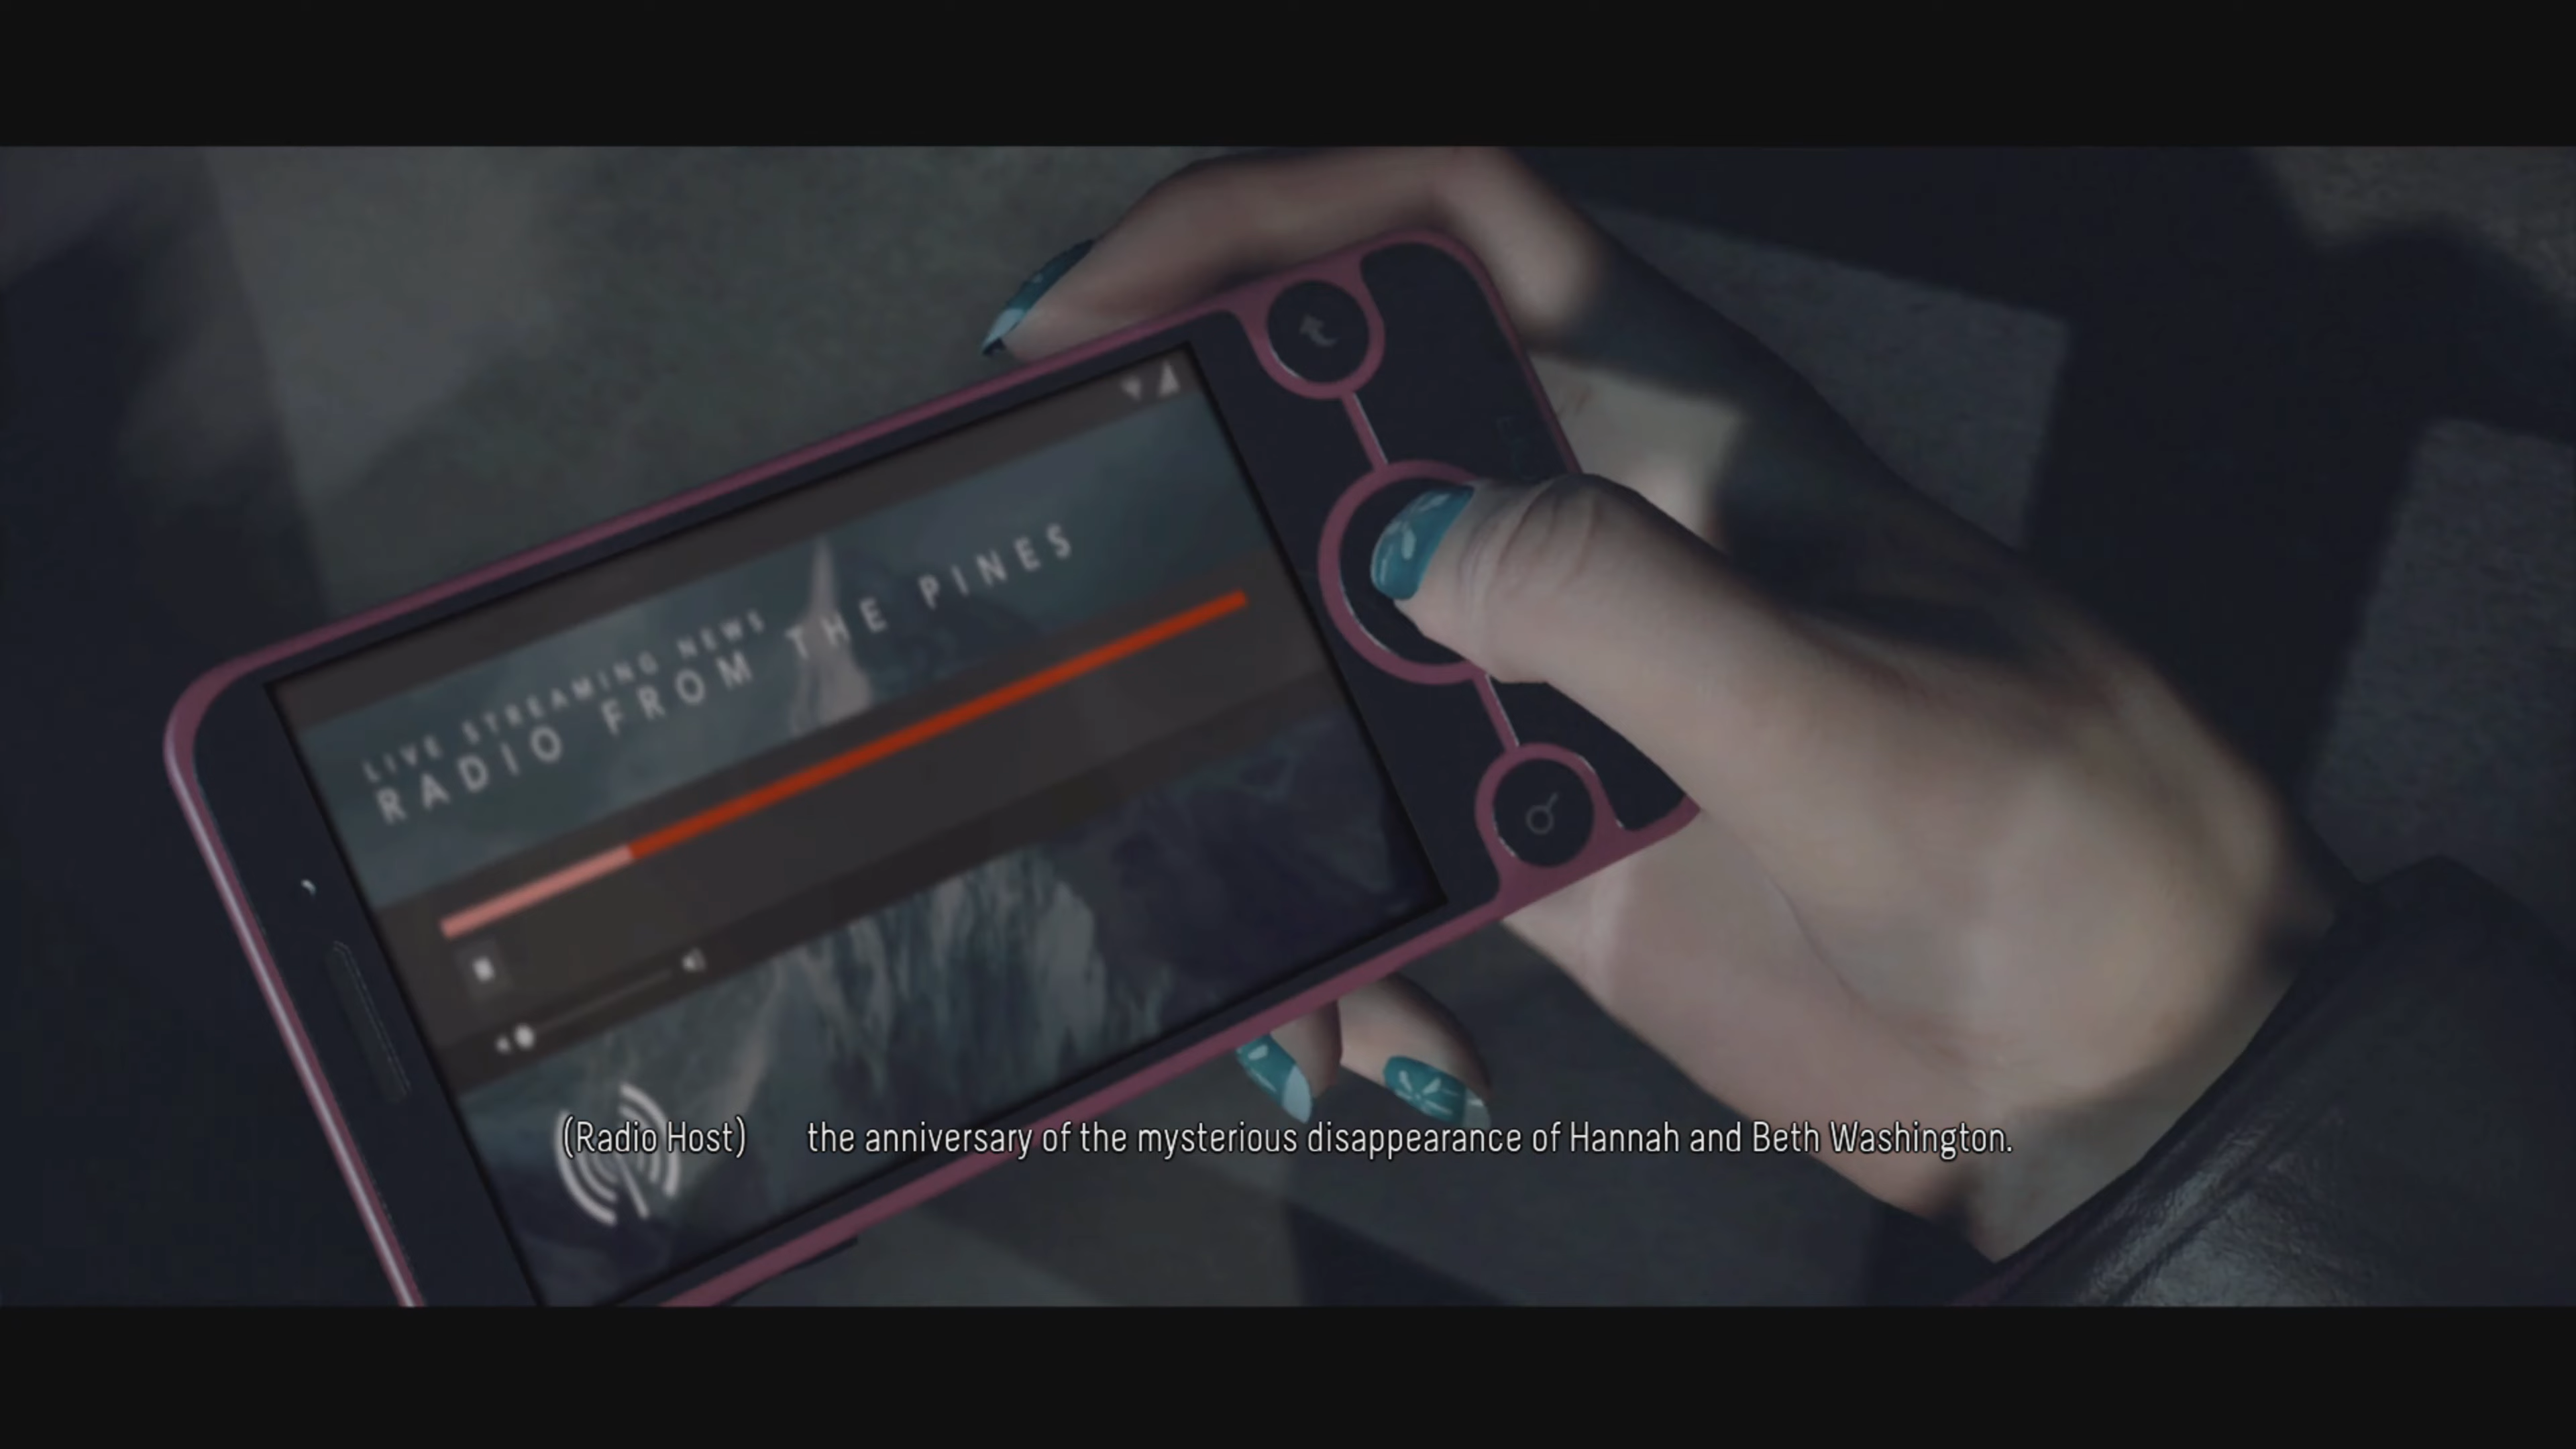 LIVE STREAMING NEWS
RADIO FROM THE PINES
(Radio Host) the anniversary of the mysterious disappearance of Hannah and Beth Washington.